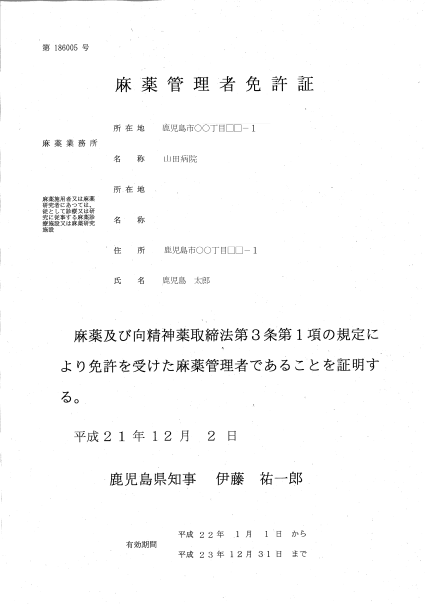 第 186005 号
麻薬管理者免許証
麻薬業務所
所在地 鹿児島市〇〇丁目□□－１
名称 山田病院
麻薬施用者又は麻薬
研究者にあつては、
従として診療又は研
究に従事する麻薬診
療施設又は麻薬研究
施設
所在地
名称
住所 鹿児島市〇〇丁目□□－１
氏名 鹿児島 太郎
麻薬及び向精神薬取締法第３条第１項の規定に
より免許を受けた麻薬管理者であることを証明す
る。
平成２１年１２月 ２日
鹿児島県知事 伊藤 祐一郎
有効期間
平成 ２２年 １月 １日 から
平成 ２３年１２月３１日 まで